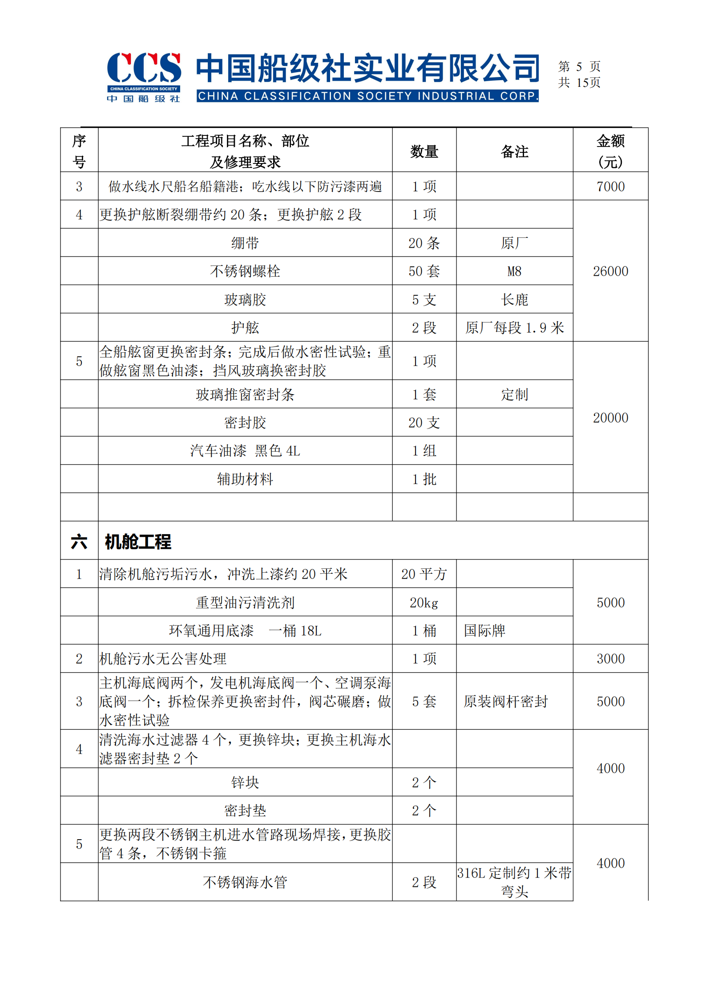 CCS
CHINA CLASSIFICATION SOCIETY
中国船级社
中国船级社实业有限公司
CHINA CLASSIFICATION SOCIETY INDUSTRIAL CORP.
第 5 页
共 15页
序号 工程项目名称、部位及修理要求 数量 备注 金额(元)
3 做水线水尺船名船籍港；吃水线以下防污漆两遍 1 项 7000
4 更换护舷断裂绷带约 20 条；更换护舷 2 段 1 项 26000
绷带 20 条 原厂
不锈钢螺栓 50 套 M8
玻璃胶 5 支 长鹿
护舷 2 段 原厂每段 1.9 米
5 全船舷窗更换密封条；完成后做水密性试验；重
做舷窗黑色油漆；挡风玻璃换密封胶 1 项 20000
玻璃推窗密封条 1 套 定制
密封胶 20 支
汽车油漆 黑色 4L 1 组
辅助材料 1 批
六 机舱工程
1 清除机舱污垢污水，冲洗上漆约 20 平米 20 平方 5000
重型油污清洗剂 20kg
环氧通用底漆 一桶 18L 1 桶 国际牌
2 机舱污水无公害处理 1 项 3000
3 主机海底阀两个，发电机海底阀一个、空调泵海
底阀一个；拆检保养更换密封件，阀芯碾磨；做
水密性试验 5 套 原装阀杆密封 5000
4 清洗海水过滤器 4 个，更换锌块；更换主机海水
滤器密封垫 2 个 4000
锌块 2 个
密封垫 2 个
5 更换两段不锈钢主机进水管路现场焊接，更换胶
管 4 条，不锈钢卡箍 4000
不锈钢海水管 2 段 316L 定制约 1 米带
弯头